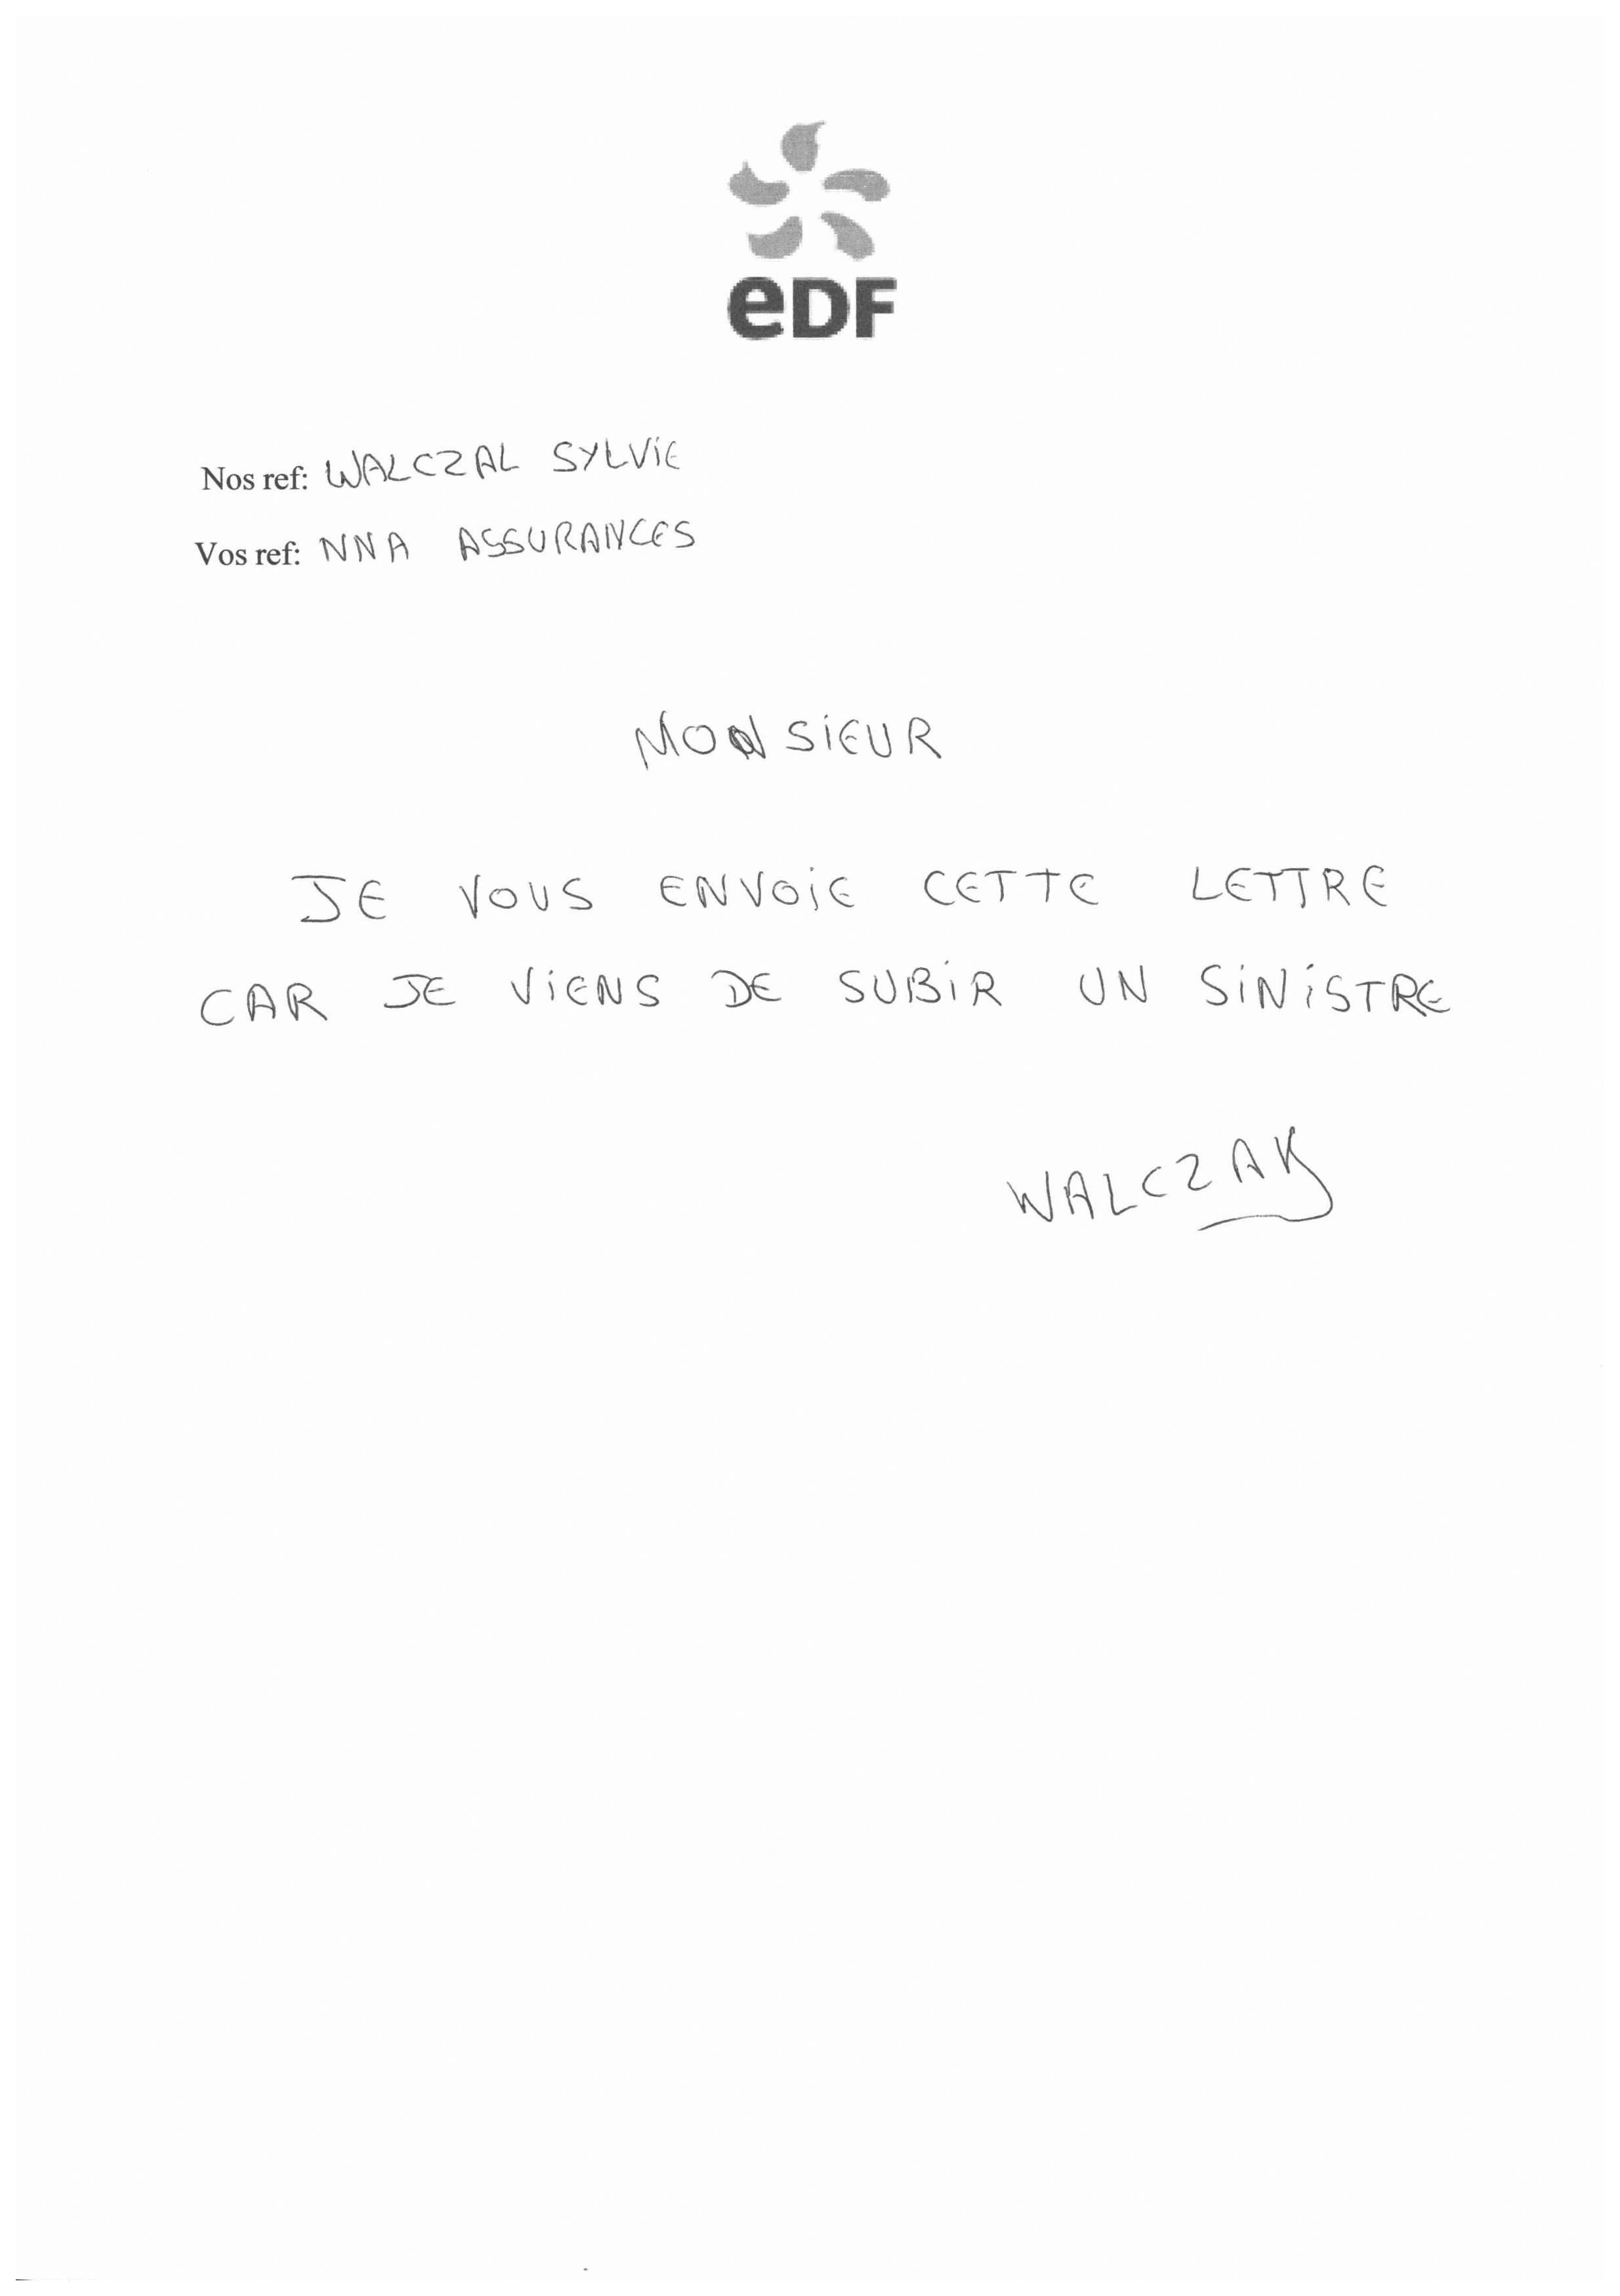 eDF
Nos ref: WALCZAL SYLViE
Vos ref: NNA ASSURANCES
MONSiEUR
JE VOUS ENVOiE CETTE LETTRE
CAR JE ViENS DE SUBiR UN SiNiSTRE
WALCZAK